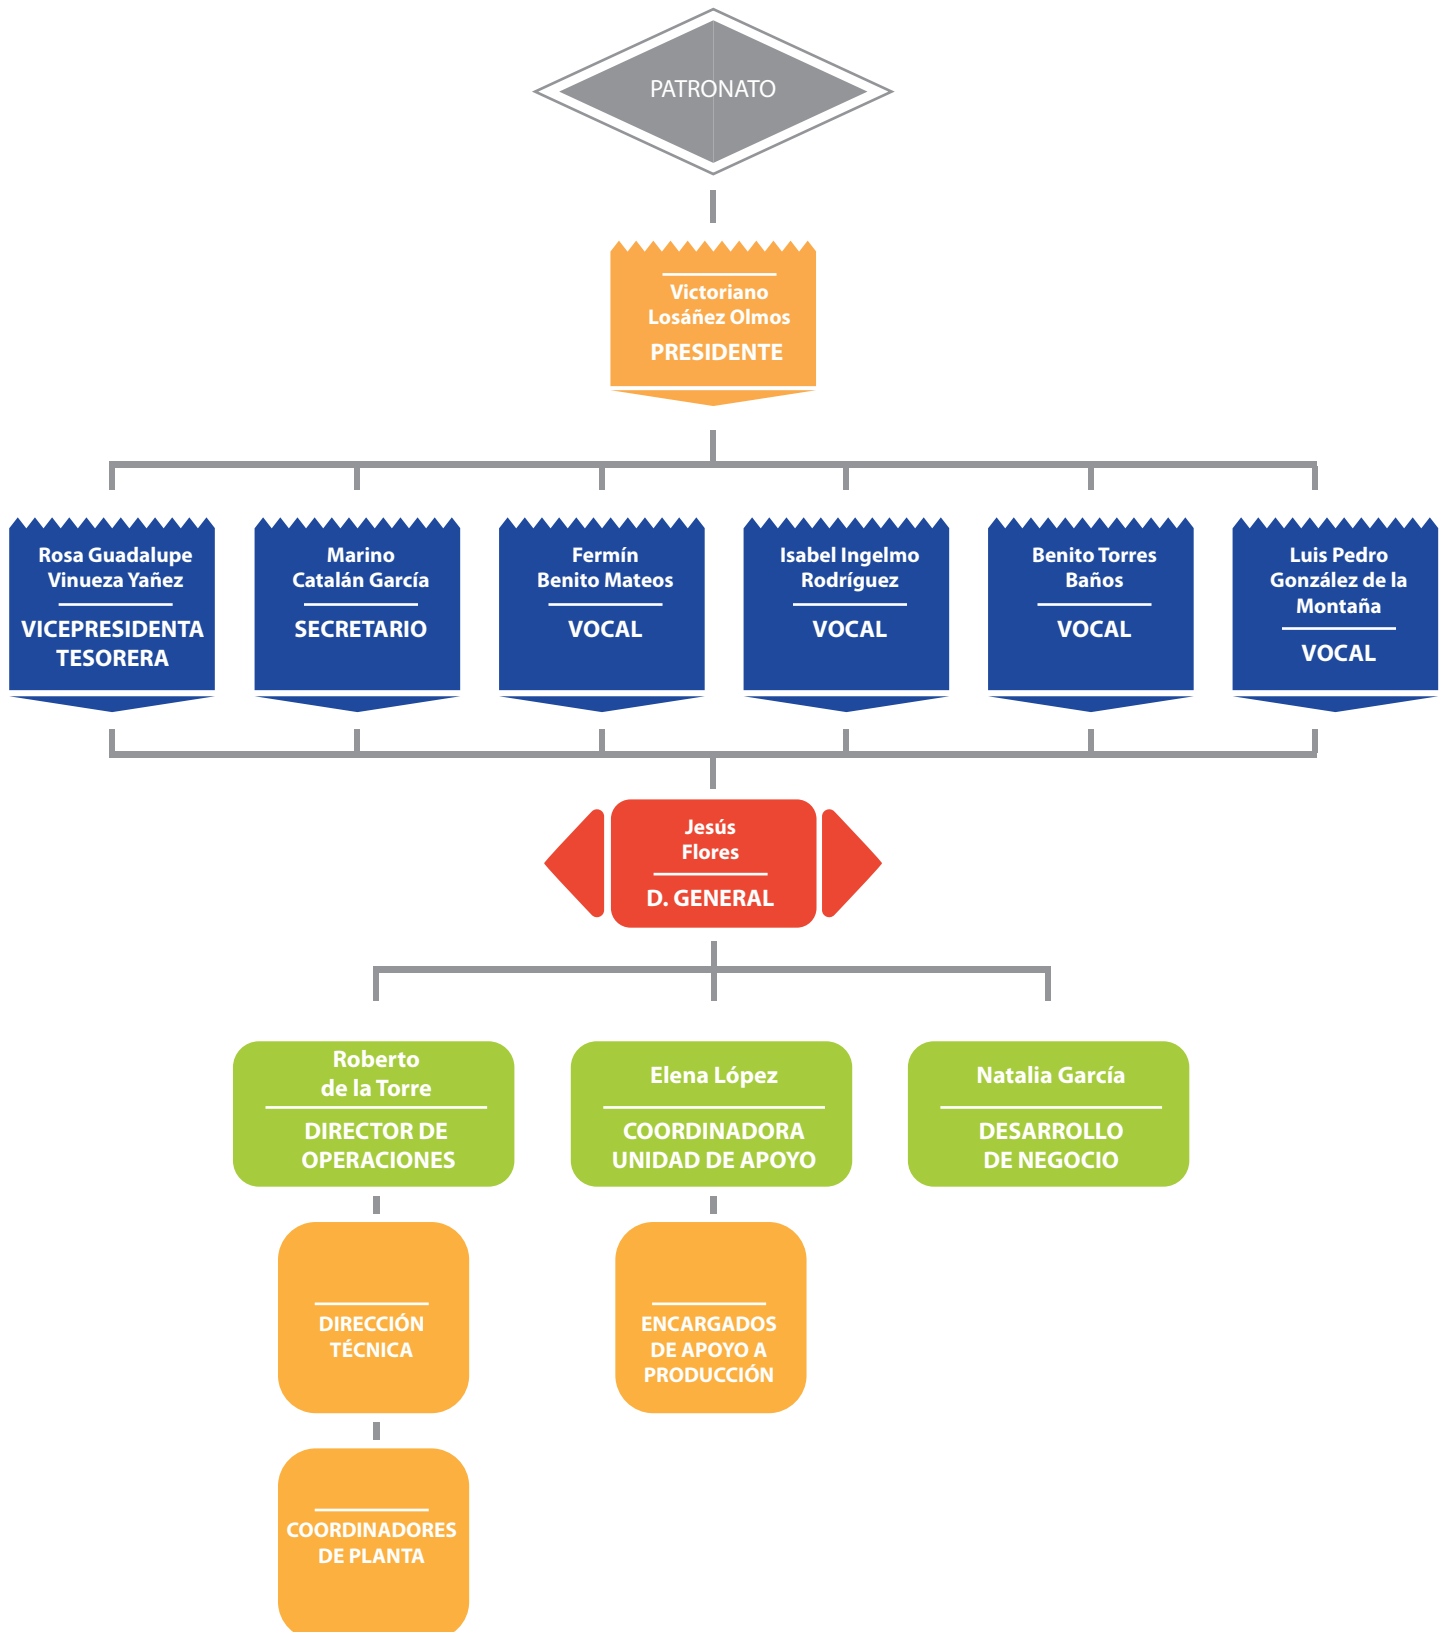 PATRONATO
Victoriano
Losáñez Olmos
PRESIDENTE
Rosa Guadalupe
Vinueza Yañez
VICEPRESIDENTA
TESORERA
Marino
Catalán García
SECRETARIO
Fermín
Benito Mateos
VOCAL
Isabel Ingelmo
Rodríguez
VOCAL
Benito Torres
Baños
VOCAL
Luis Pedro
González de la
Montaña
VOCAL
Jesús
Flores
D. GENERAL
Roberto
de la Torre
DIRECTOR DE
OPERACIONES
Elena López
COORDINADORA
UNIDAD DE APOYO
Natalia García
DESARROLLO
DE NEGOCIO
DIRECCIÓN
TÉCNICA
ENCARGADOS
DE APOYO A
PRODUCCIÓN
COORDINADORES
DE PLANTA